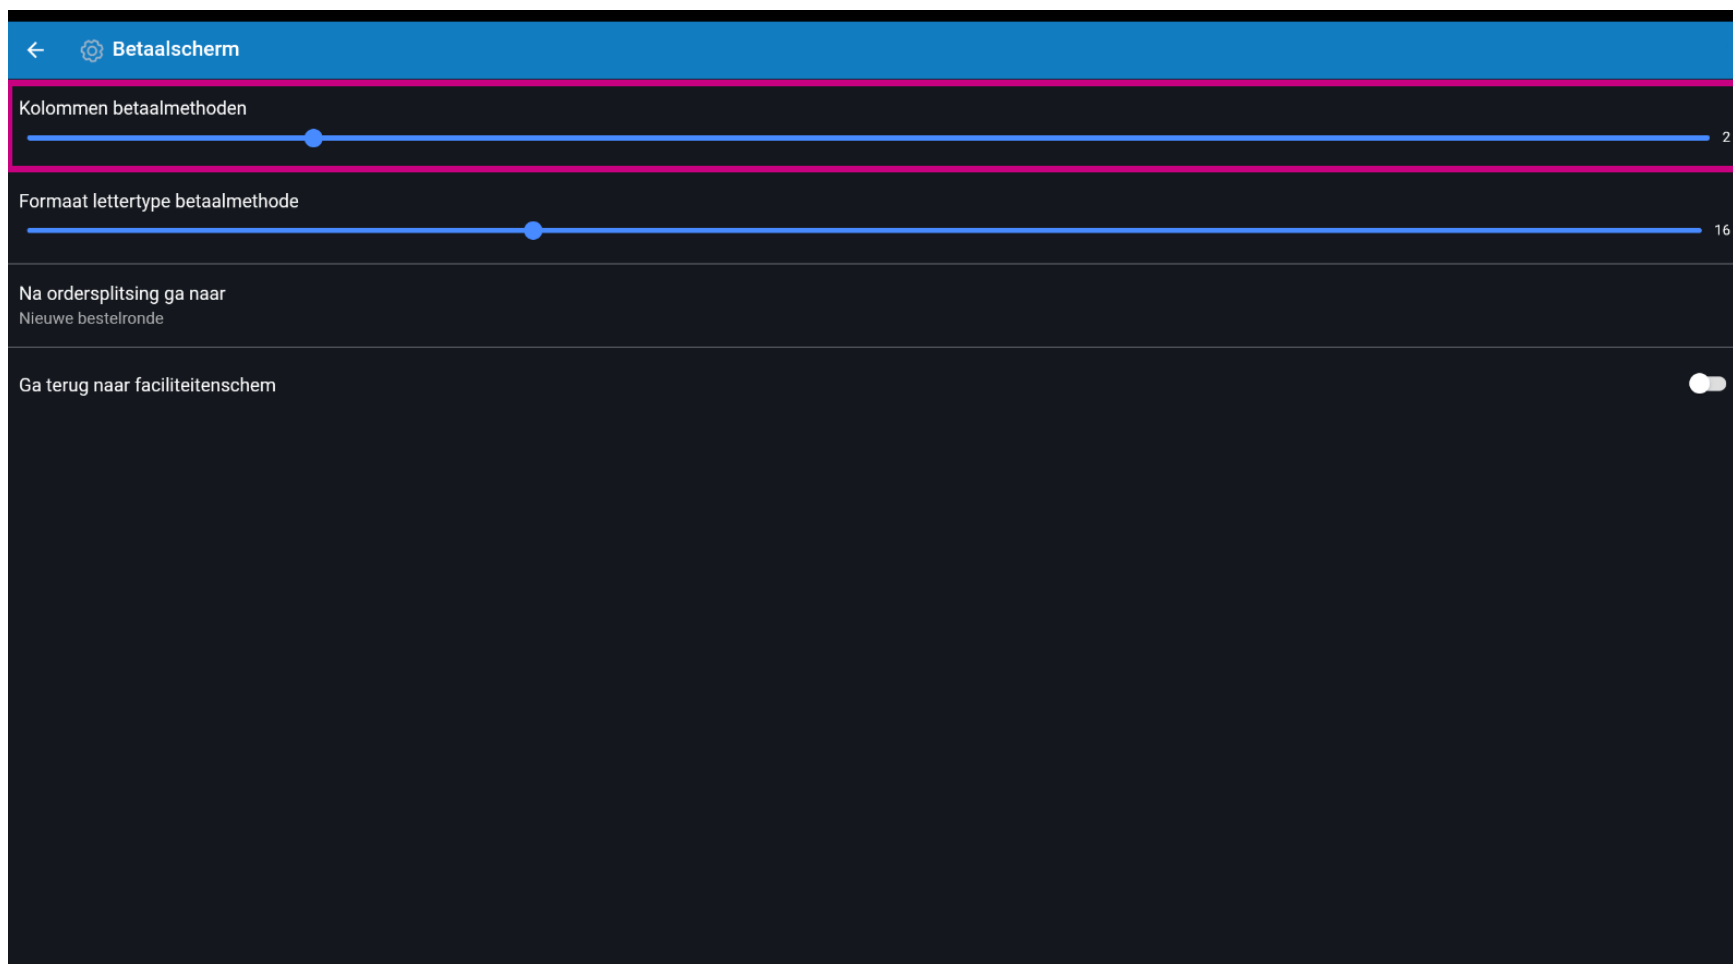 Betaalscherm
Kolommen betaalmethoden
2
Formaat lettertype betaalmethode
16
Na ordersplitsing ga naar
Nieuwe bestelronde
Ga terug naar faciliteitenschem